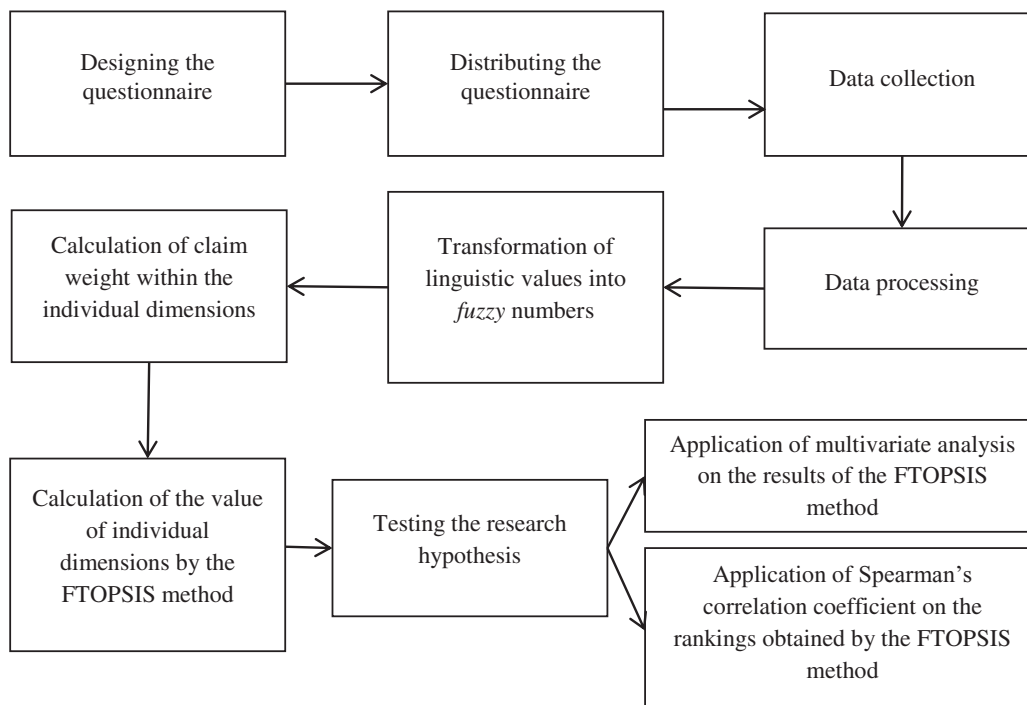 Designing the
questionnaire
Distributing the
questionnaire
Data collection
Data processing
Transformation of
linguistic values into
fuzzy numbers
Calculation of claim
weight within the
individual dimensions
Calculation of the value
of individual
dimensions by the
FTOPSIS method
Testing the research
hypothesis
Application of multivariate analysis
on the results of the FTOPSIS
method
Application of Spearman’s
correlation coefficient on the
rankings obtained by the FTOPSIS
method